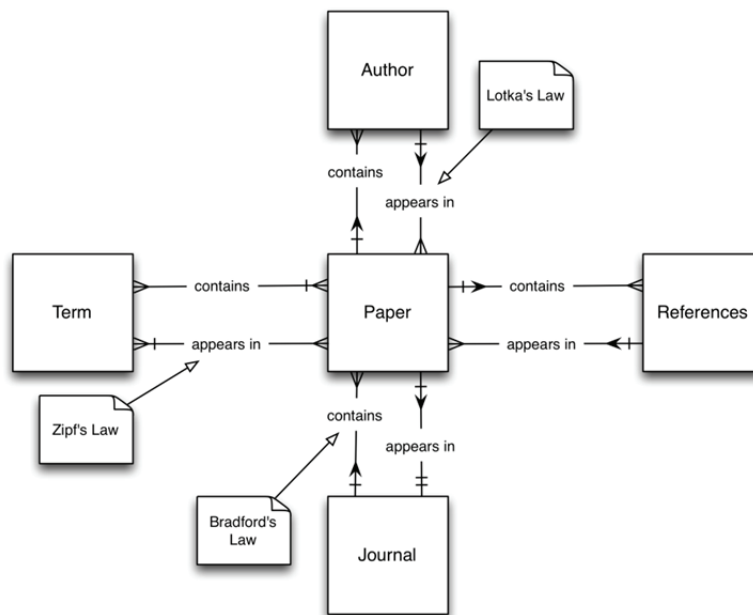 Author
Lotka's Law
contains
appears in
Term
contains
appears in
Paper
contains
appears in
References
Zipf's Law
contains
appears in
Bradford's
Law
Journal